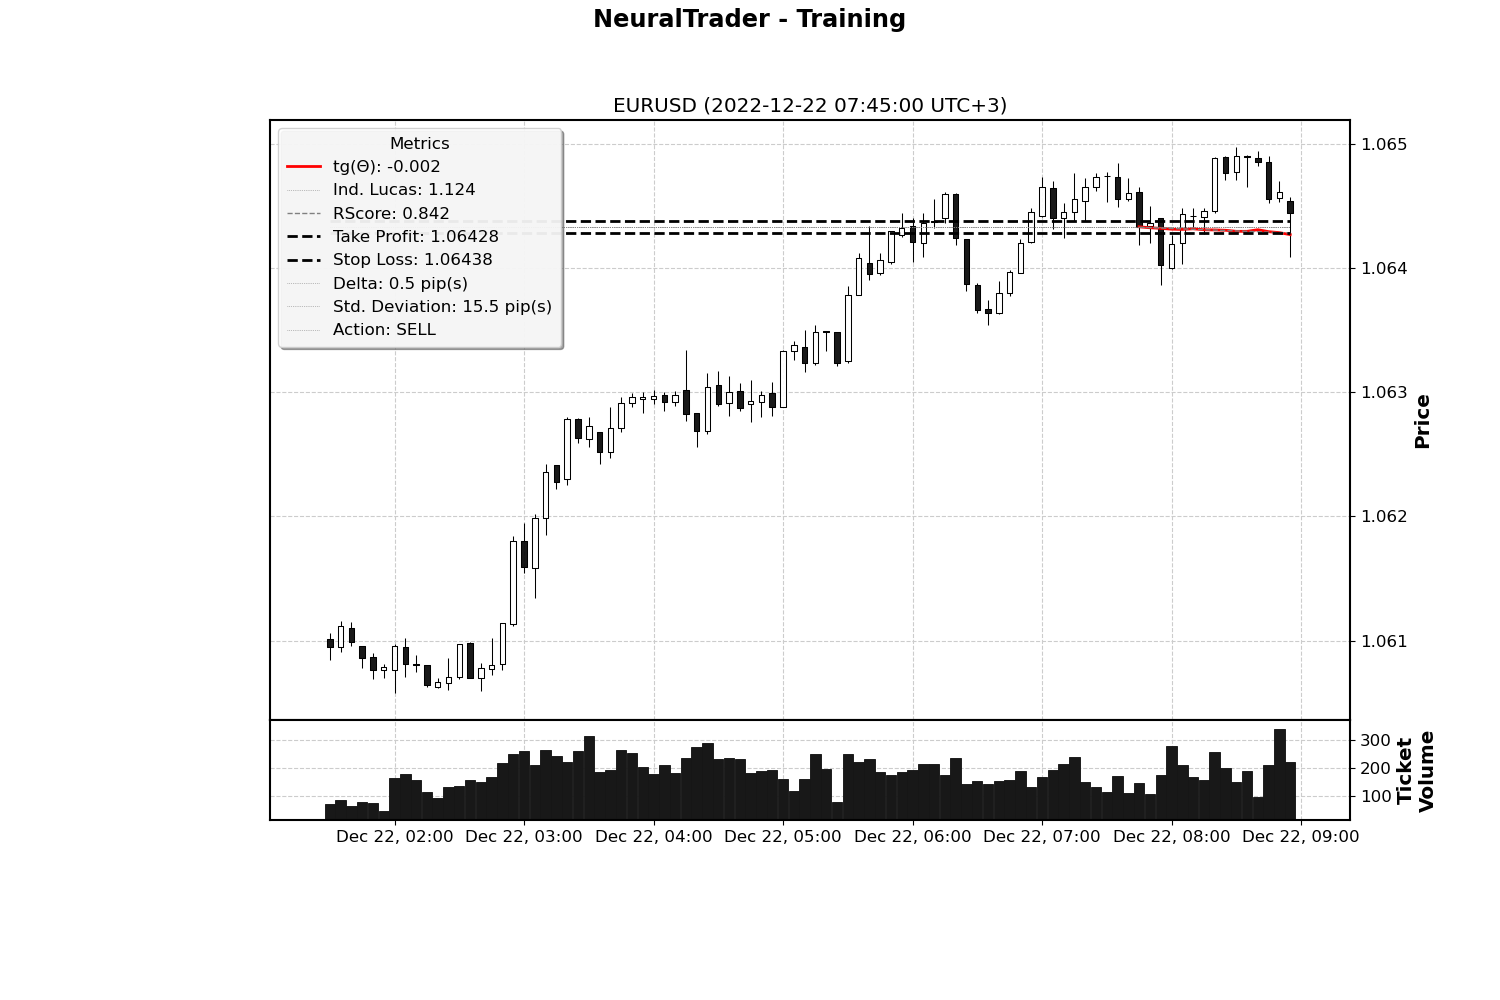 NeuralTrader - Training
EURUSD (2022-12-22 07:45:00 UTC+3)
Metrics
tg(Θ): -0.002
Ind. Lucas: 1.124
RScore: 0.842
Take Profit: 1.06428
Stop Loss: 1.06438
Delta: 0.5 pip(s)
Std. Deviation: 15.5 pip(s)
Action: SELL
1.065
1.064
1.063
1.062
1.061
Price
300
200
100
Ticket
Volume
Dec 22, 02:00 Dec 22, 03:00 Dec 22, 04:00 Dec 22, 05:00 Dec 22, 06:00 Dec 22, 07:00 Dec 22, 08:00 Dec 22, 09:00